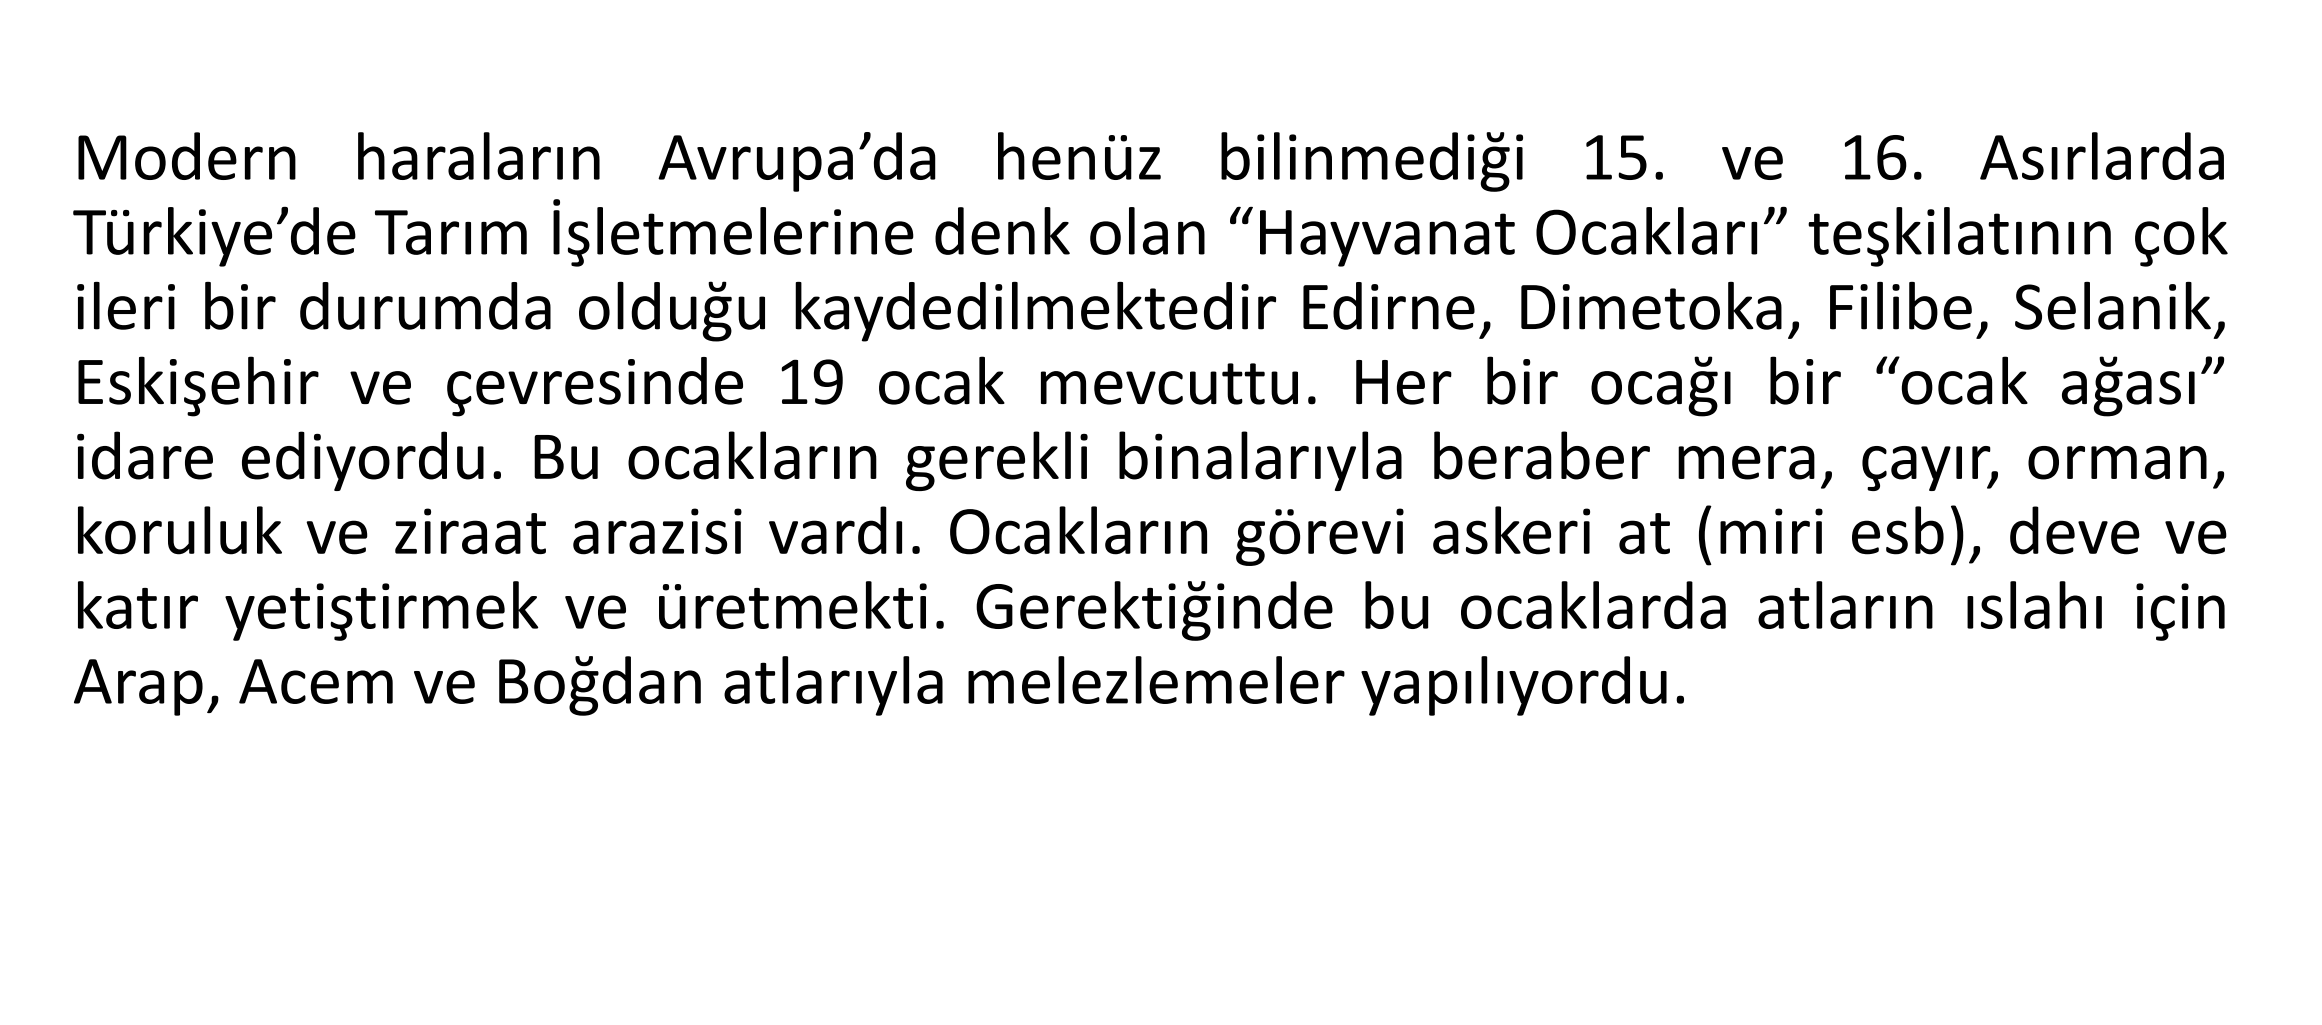 Modern haraların Avrupa’da henüz bilinmediği 15. ve 16. Asırlarda
Türkiye’de Tarım İşletmelerine denk olan “Hayvanat Ocakları” teşkilatının çok
ileri bir durumda olduğu kaydedilmektedir Edirne, Dimetoka, Filibe, Selanik,
Eskişehir ve çevresinde 19 ocak mevcuttu. Her bir ocağı bir “ocak ağası”
idare ediyordu. Bu ocakların gerekli binalarıyla beraber mera, çayır, orman,
koruluk ve ziraat arazisi vardı. Ocakların görevi askeri at (miri esb), deve ve
katır yetiştirmek ve üretmekti. Gerektiğinde bu ocaklarda atların ıslahı için
Arap, Acem ve Boğdan atlarıyla melezlemeler yapılıyordu.